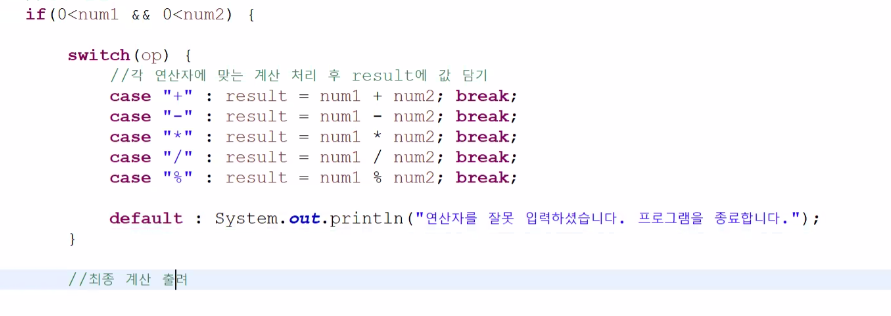 if(0<num1 && 0<num2) {
switch(op) {
//각 연산자에 맞는 계산 처리 후 result에 값 담기
case "+" : result = num1 + num2; break;
case "-" : result = num1 - num2; break;
case "*" : result = num1 * num2; break;
case "/" : result = num1 / num2; break;
case "%" : result = num1 % num2; break;
default : System.out.println("연산자를 잘못 입력하셨습니다. 프로그램을 종료합니다.");
}
//최종 계산 출려